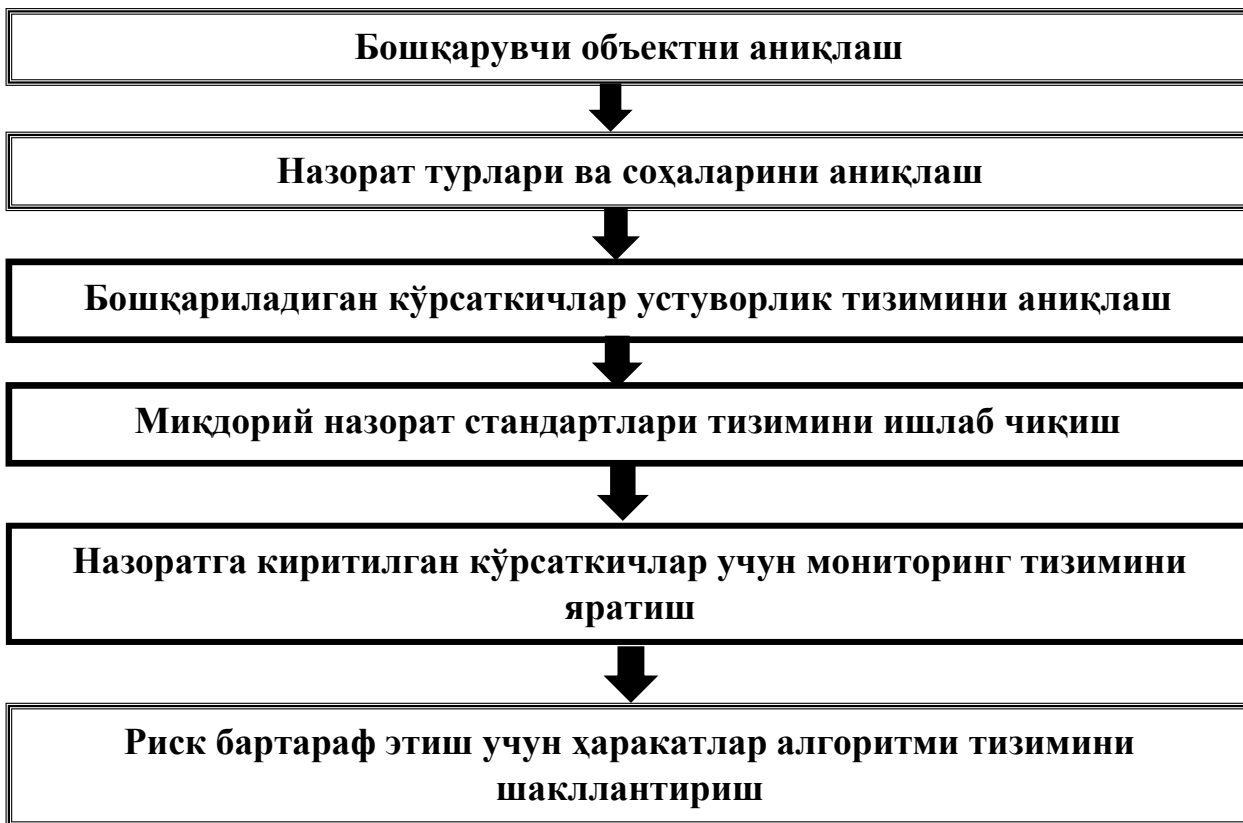 Бошқарувчи объектни аниқлаш
Назорат турлари ва соҳаларини аниқлаш
Бошқариладиган кўрсаткичлар устуворлик тизимини аниқлаш
Миқдорий назорат стандартлари тизимини ишлаб чиқиш
Назоратга киритилган кўрсаткичлар учун мониторинг тизимини
яратиш
Риск бартараф этиш учун ҳаракатлар алгоритми тизимини
шакллантириш